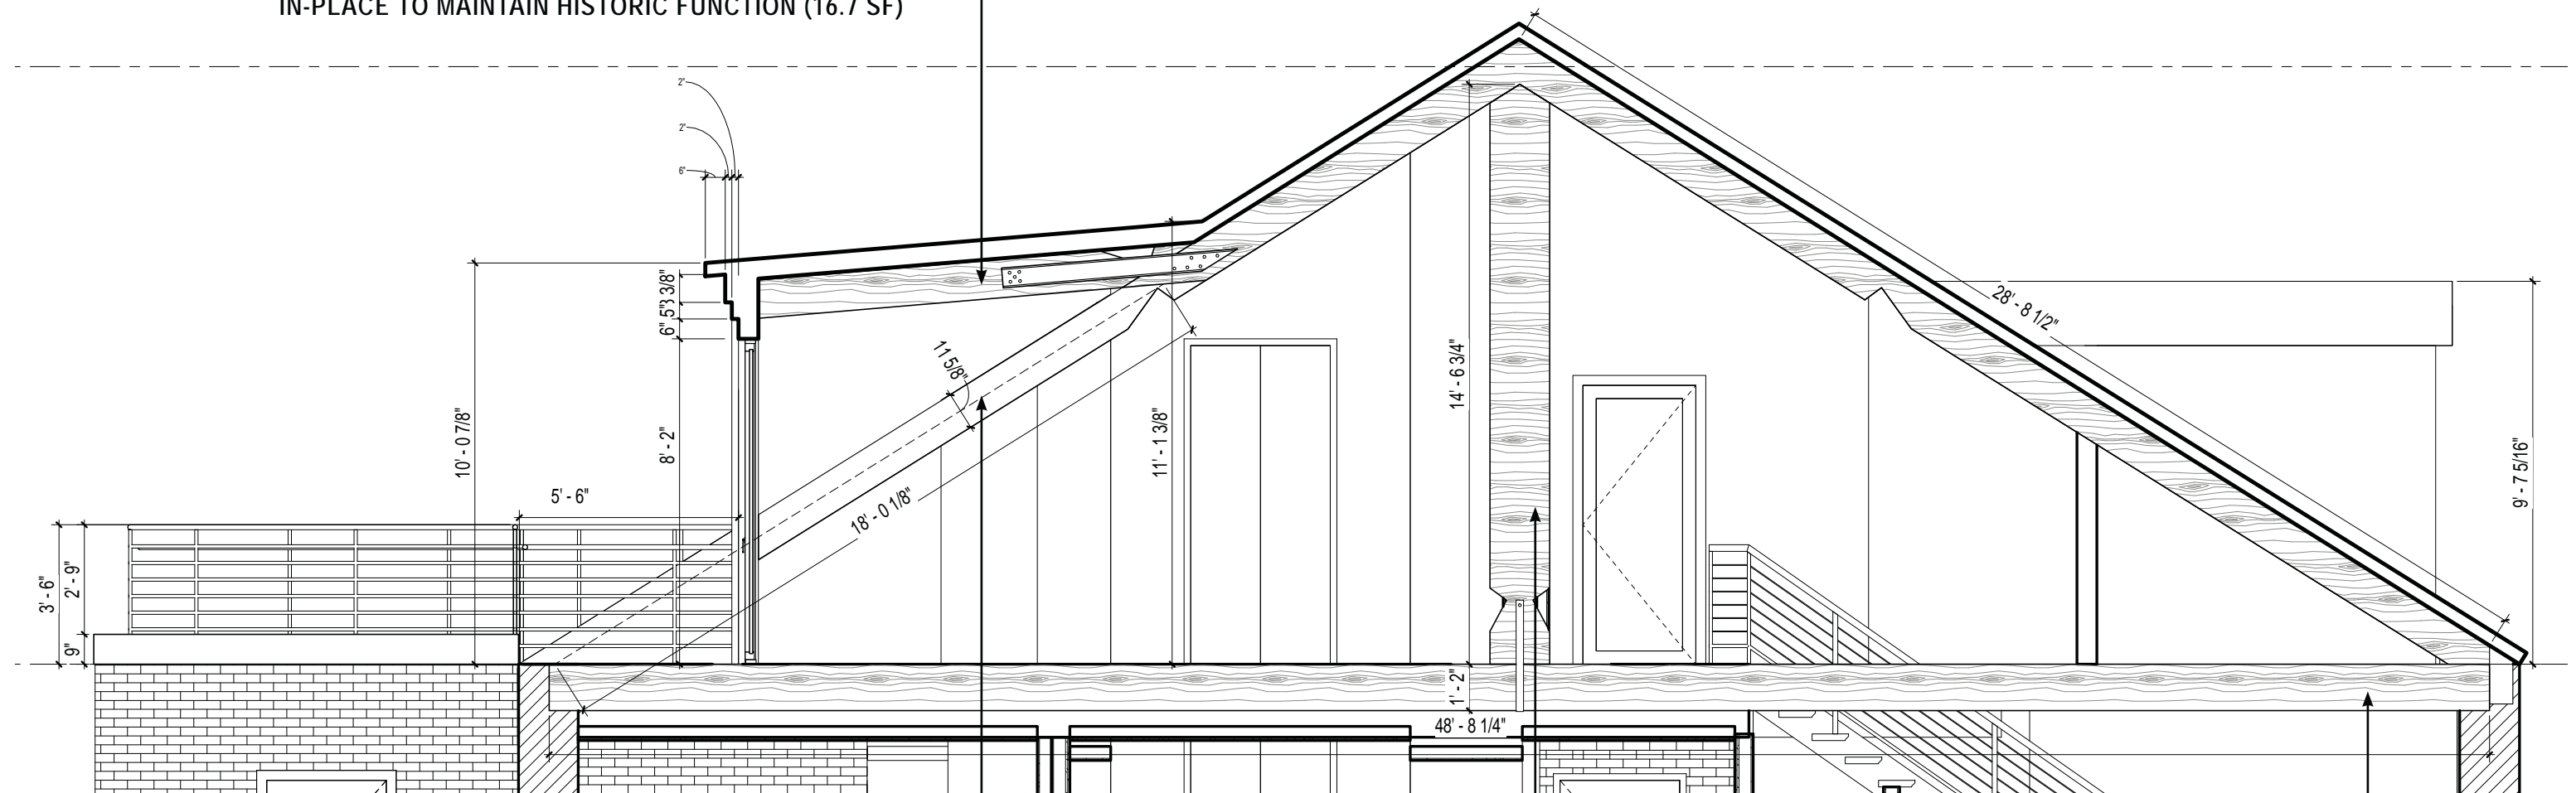 IN-PLACE TO MAINTAIN HISTORIC FUNCTION (16.7 SF)
2"
2"
6"
28' - 8 1/2"
3/8"
5"
6"
11 5/8"
14' - 6 3/4"
10' - 0 7/8"
8' - 2"
11' - 1 3/8"
9' - 7 5/16"
5' - 6"
18' - 0 1/8"
3' - 6"
2' - 9"
9"
1' - 2"
48' - 8 1/4"